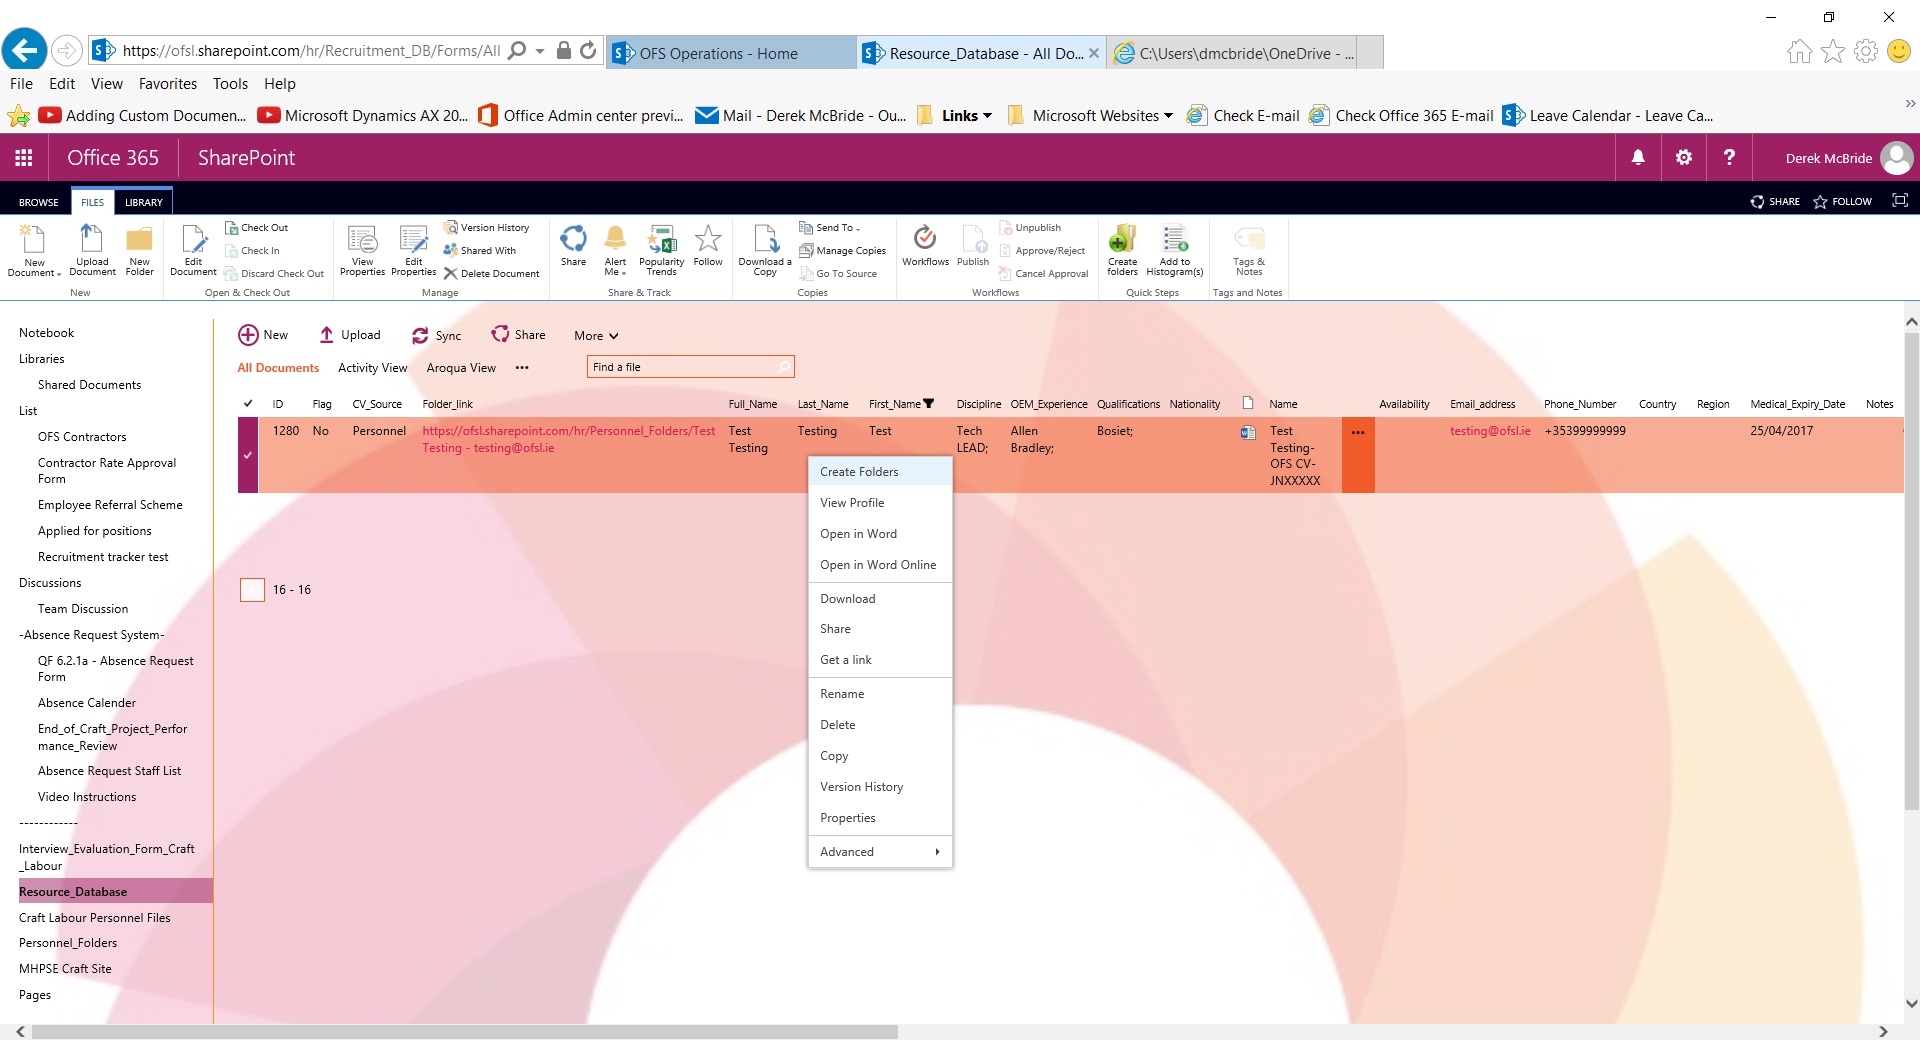 https://ofsl.sharepoint.com/hr/Recruitment_DB/Forms/All
OFS Operations - Home
Resource_Database - All Do...
C:\Users\dmcbride\OneDrive - ...
File Edit View Favorites Tools Help
Adding Custom Documen...
Microsoft Dynamics AX 20...
Office Admin center previ...
Mail - Derek McBride - Ou...
Links
Microsoft Websites
Check E-mail
Check Office 365 E-mail
Leave Calendar - Leave Ca...
Office 365
SharePoint
?
Derek McBride
BROWSE FILES LIBRARY
SHARE FOLLOW
New
Document
Upload
Document
New
Folder
New
Edit
Document
Check Out
Check In
Discard Check Out
Open & Check Out
View
Properties
Edit
Properties
Version History
Shared With
Delete Document
Manage
Share
Alert
Me
Popularity
Trends
Follow
Share & Track
Download a
Copy
Send To
Manage Copies
Go To Source
Copies
Workflows
Publish
Unpublish
Approve/Reject
Cancel Approval
Workflows
Create
folders
Add to
Histogram(s)
Quick Steps
Tags &
Notes
Tags and Notes
Notebook
Libraries
Shared Documents
List
OFS Contractors
Contractor Rate Approval
Form
Employee Referral Scheme
Applied for positions
Recruitment tracker test
Discussions
Team Discussion
-Absence Request System-
QF 6.2.1a - Absence Request
Form
Absence Calender
End_of_Craft_Project_Perfor
mance_Review
Absence Request Staff List
Video Instructions
------------
Interview_Evaluation_Form_Craft
_Labour
Resource_Database
Craft Labour Personnel Files
Personnel_Folders
MHPSE Craft Site
Pages
New Upload Sync Share More
All Documents Activity View Aroqua View ...
Find a file
ID Flag CV_Source Folder_link Full_Name Last_Name First_Name Discipline OEM_Experience Qualifications Nationality Name Availability Email_address Phone_Number Country Region Medical_Expiry_Date Notes
1280 No Personnel https://ofsl.sharepoint.com/hr/Personnel_Folders/Test Test Testing Test Tech Allen Bosiet; Test ... testing@ofsl.ie +35399999999 25/04/2017
Testing - testing@ofsl.ie Testing LEAD; Bradley; Testing-
OFS CV-
JNXXXXX
16 - 16
Create Folders
View Profile
Open in Word
Open in Word Online
Download
Share
Get a link
Rename
Delete
Copy
Version History
Properties
Advanced